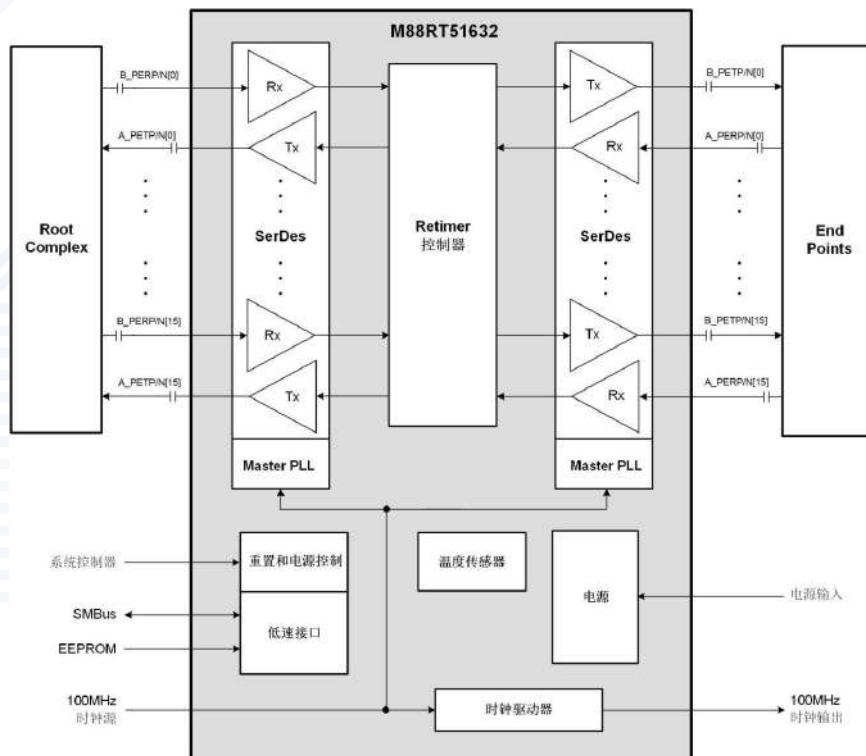 M88RT51632
B_PERP/N[0]
Rx
Tx
B_PETP/N[0]
A_PETP/N[0]
Tx
Rx
A_PERP/N[0]
Root
Complex
SerDes
Retimer
控制器
SerDes
End
Points
B_PERP/N[15]
Rx
Tx
B_PETP/N[15]
A_PETP/N[15]
Tx
Rx
A_PERP/N[15]
Master PLL
Master PLL
系统控制器
重置和电源控制
温度传感器
电源
电源输入
SMBus
低速接口
EEPROM
100MHz
时钟源
时钟驱动器
100MHz
时钟输出